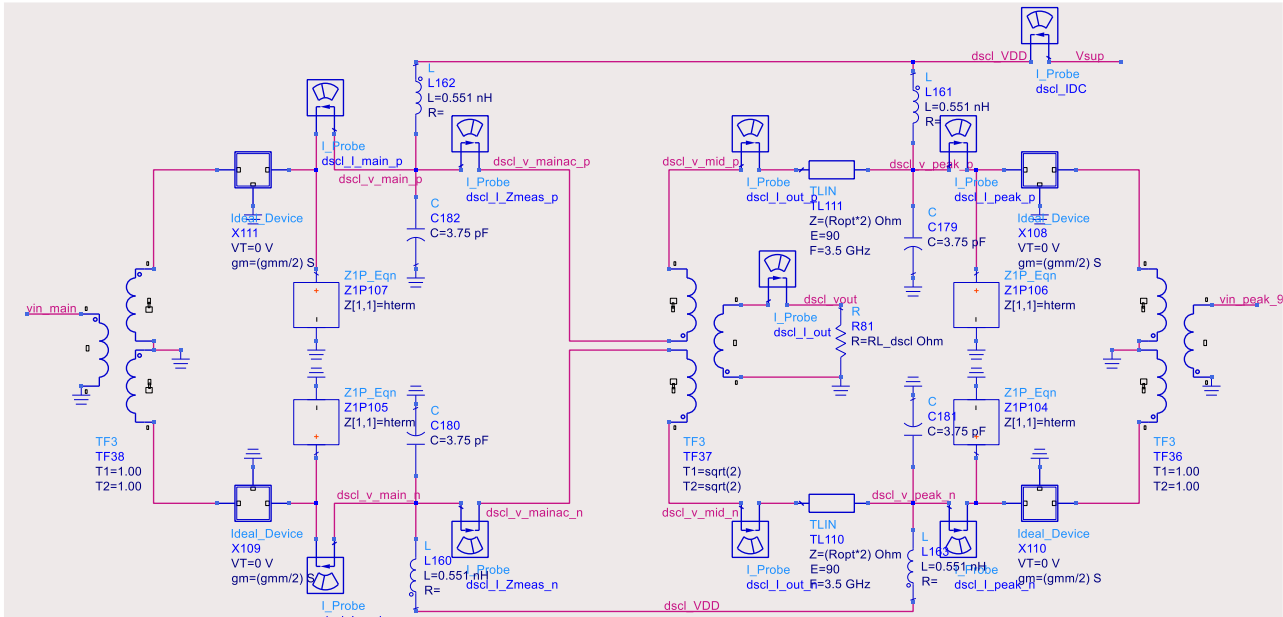 dscl_VDD
Vsup
I_Probe
dscl_IDC
L
L162
L=0.551 nH
R=
L
L161
L=0.551 nH
R=
I_Probe
dscl_I_main_p
dscl_v_main_p
dscl_v_mainac_p
I_Probe
dscl_I_Zmeas_p
dscl_v_mid_p
I_Probe
dscl_I_out_p
dscl_v_peak_p
I_Probe
dscl_I_peak_p
TLIN
TL111
Z=(Ropt*2) Ohm
E=90
F=3.5 GHz
C
C182
C=3.75 pF
C
C179
C=3.75 pF
Ideal_Device
X111
VT=0 V
gm=(gmm/2) S
Ideal_Device
X108
VT=0 V
gm=(gmm/2) S
Z1P_Eqn
Z1P107
Z[1,1]=hterm
Z1P_Eqn
Z1P106
Z[1,1]=hterm
vin_main
vin_peak_9
dscl_vout
I_Probe
dscl_I_out
R
R81
R=RL_dscl Ohm
Z1P_Eqn
Z1P105
Z[1,1]=hterm
C
C180
C=3.75 pF
C
C181
C=3.75 pF
Z1P_Eqn
Z1P104
Z[1,1]=hterm
TF3
TF38
T1=1.00
T2=1.00
TF3
TF37
T1=sqrt(2)
T2=sqrt(2)
TF3
TF36
T1=1.00
T2=1.00
dscl_v_main_n
dscl_v_mainac_n
dscl_v_mid_n
dscl_v_peak_n
Ideal_Device
X109
VT=0 V
gm=(gmm/2) S
L
L160
L=0.551 nH
R=
I_Probe
dscl_I_Zmeas_n
I_Probe
dscl_I_out_n
TLIN
TL110
Z=(Ropt*2) Ohm
E=90
F=3.5 GHz
L
L163
L=0.551 nH
R=
I_Probe
dscl_I_peak_n
Ideal_Device
X110
VT=0 V
gm=(gmm/2) S
I_Probe
dscl_VDD